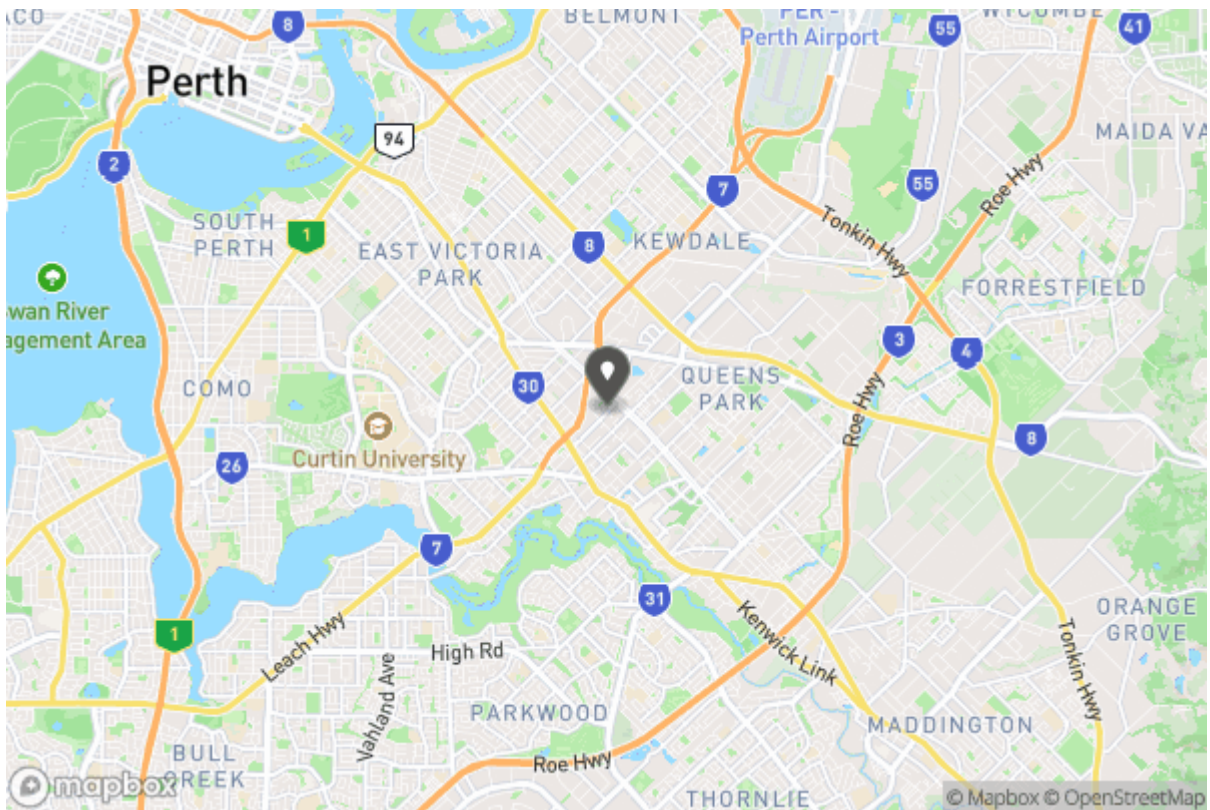 ACO
8
BELMONT
PER -
Perth Airport
55
WYCOMBE
41
Perth
94
MAIDA VA
2
7
55
Roe Hwy
SOUTH
PERTH
1
EAST VICTORIA
PARK
8
KEWDALE
Tonkin Hwy
FORRESTFIELD
wan River
agement Area
3
4
COMO
30
QUEENS
PARK
Roe Hwy
Curtin University
26
8
7
31
ORANGE
GROVE
1
Leach Hwy
High Rd
Kenwick Link
Tonkin Hwy
Vahland Ave
PARKWOOD
MADDINGTON
BULL
CREEK
Roe Hwy
THORNLIE
mapbox
© Mapbox © OpenStreetMap